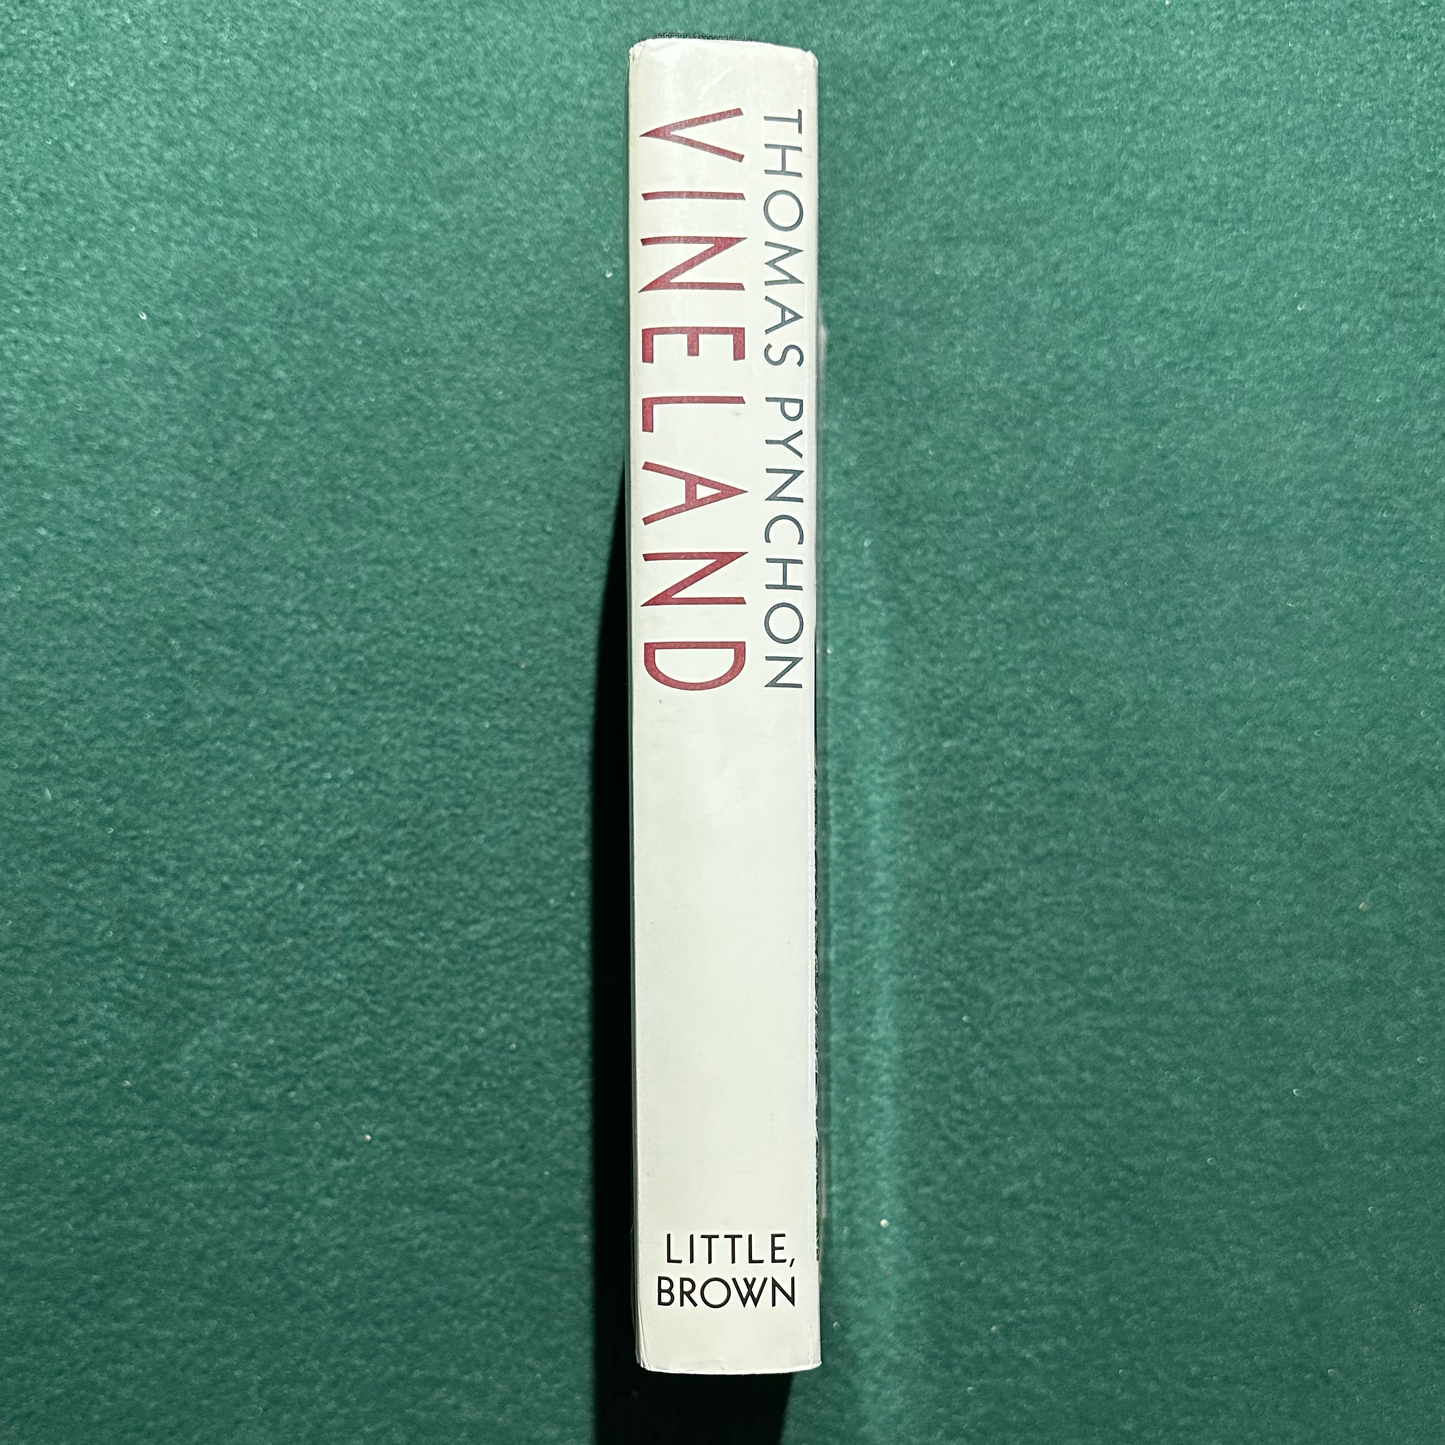 THOMAS PYNCHON
VINELAND
LITTLE,
BROWN